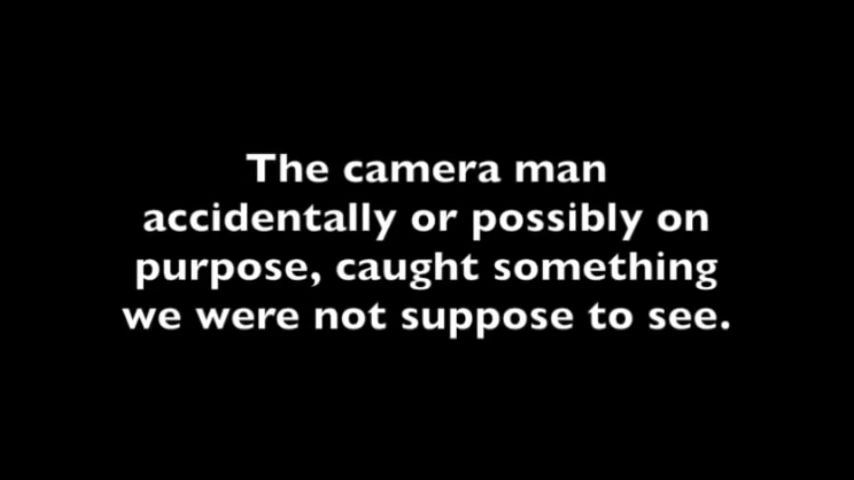 The camera man
accidentally or possibly on
purpose, caught something
we were not suppose to see.